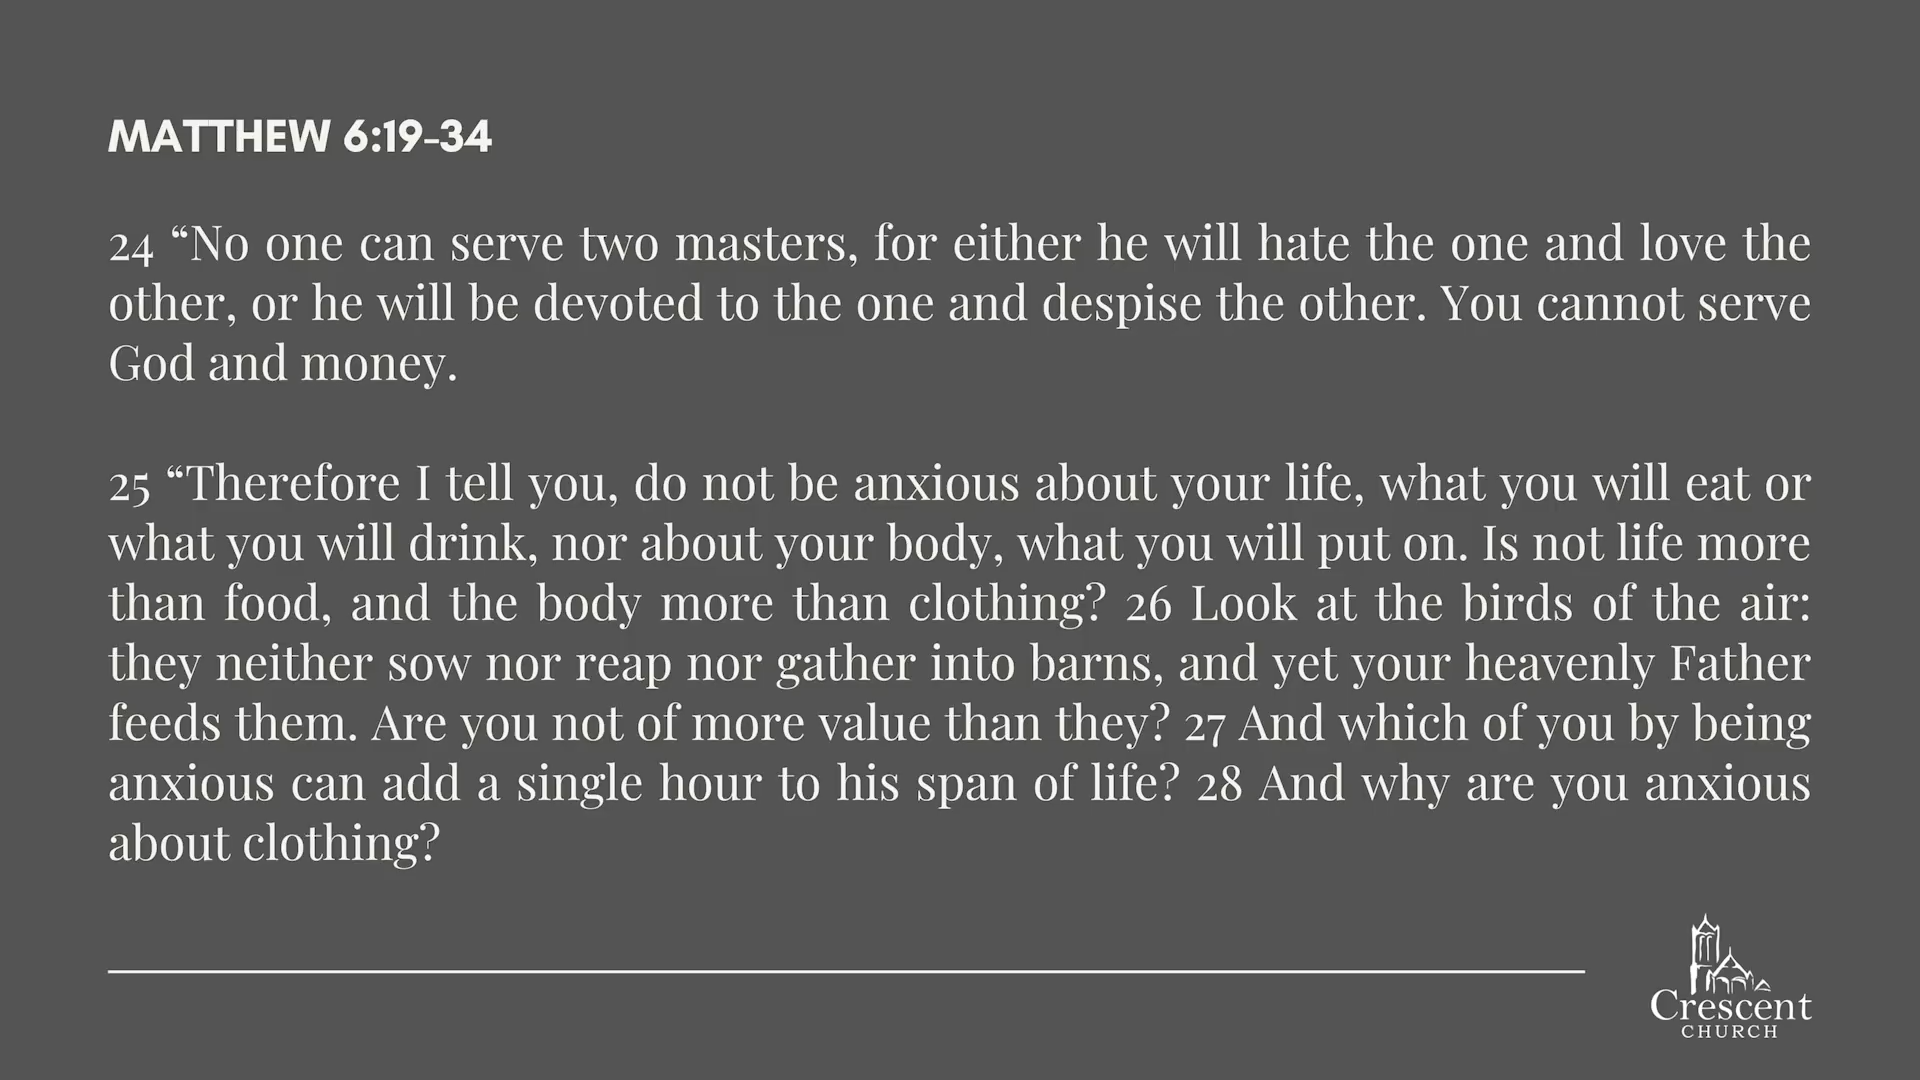 MATTHEW 6:19-34
24 “No one can serve two masters, for either he will hate the one and love the
other, or he will be devoted to the one and despise the other. You cannot serve
God and money.
25 “Therefore I tell you, do not be anxious about your life, what you will eat or
what you will drink, nor about your body, what you will put on. Is not life more
than food, and the body more than clothing? 26 Look at the birds of the air:
they neither sow nor reap nor gather into barns, and yet your heavenly Father
feeds them. Are you not of more value than they? 27 And which of you by being
anxious can add a single hour to his span of life? 28 And why are you anxious
about clothing?
Crescent
CHURCH